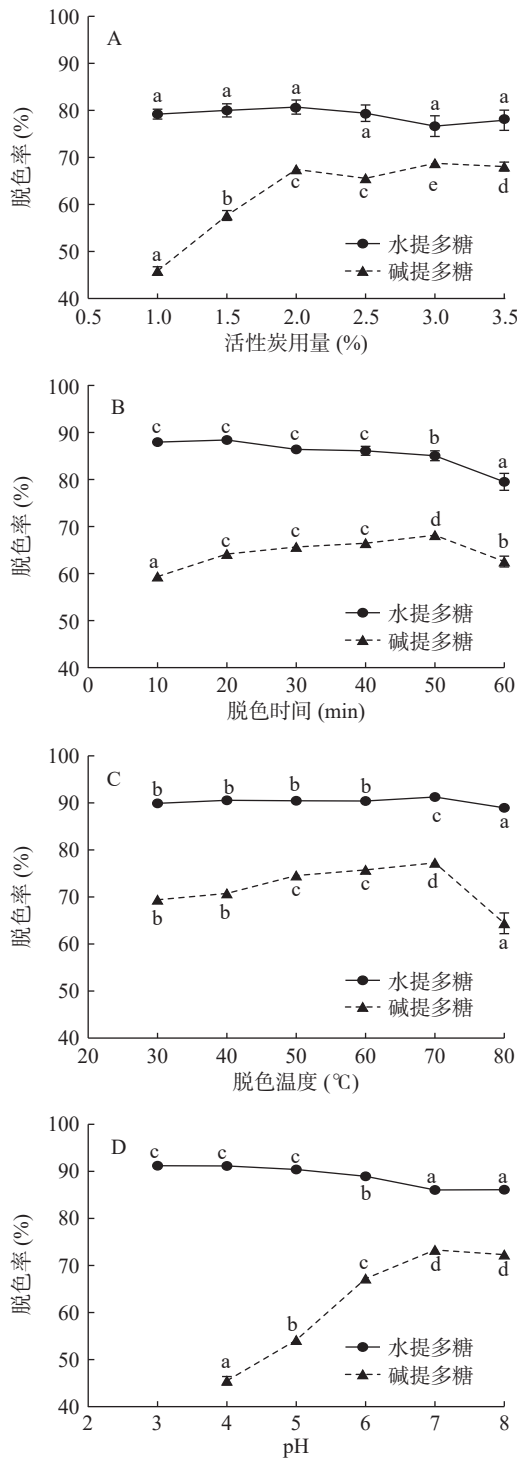 100
A
90
a a a a a
80
a
70
60
b c c e d
50
a
40
水提多糖
碱提多糖
0.5 1.0 1.5 2.0 2.5 3.0 3.5
脱色率 (%)
活性炭用量 (%)
100
B
90
c c c c b a
80
70
60
a c c c d b
50
40
水提多糖
碱提多糖
0 10 20 30 40 50 60
脱色率 (%)
脱色时间 (min)
100
C
90
b b b b c a
80
70
60
b b c c d a
50
40
水提多糖
碱提多糖
20 30 40 50 60 70 80
脱色率 (%)
脱色温度 (℃)
100
D
90
c c c b a a
80
70
60
a b c d d
50
40
水提多糖
碱提多糖
2 3 4 5 6 7 8
脱色率 (%)
pH